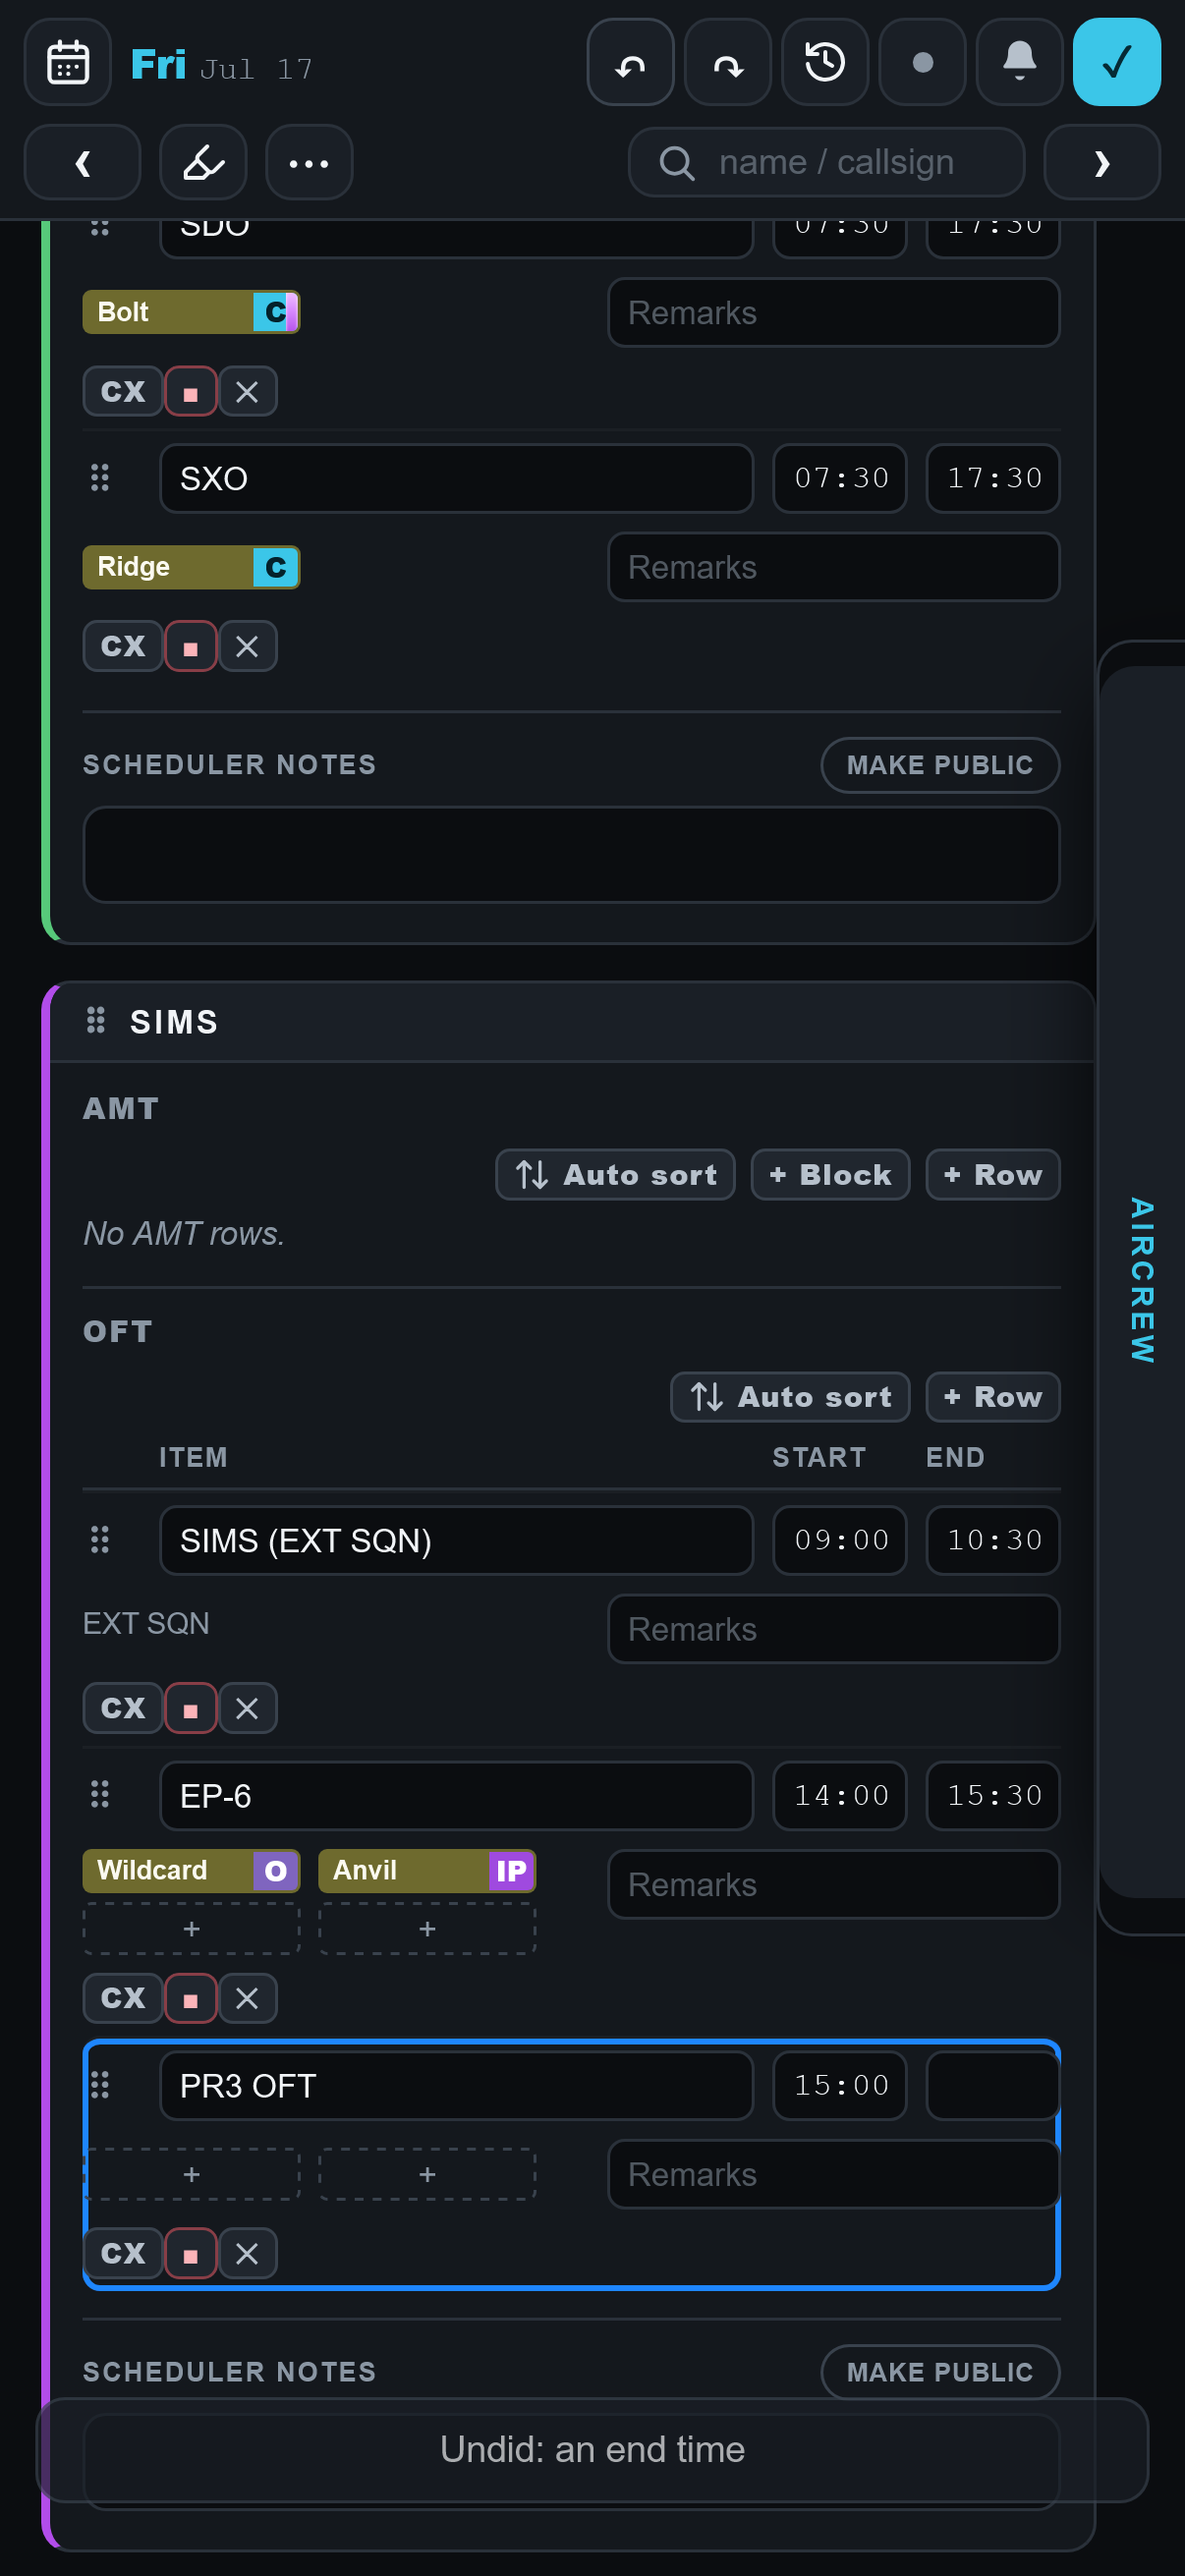 Fri Jul 17
name / callsign
SDO 07:30 17:30
Bolt C Remarks
CX
SXO 07:30 17:30
Ridge C Remarks
CX
SCHEDULER NOTES MAKE PUBLIC
SIMS
AMT
Auto sort + Block + Row
No AMT rows.
AIRCREW
OFT
Auto sort + Row
ITEM START END
SIMS (EXT SQN) 09:00 10:30
EXT SQN Remarks
CX
EP-6 14:00 15:30
Wildcard O Anvil IP Remarks
+ +
CX
PR3 OFT 15:00
+ + Remarks
CX
SCHEDULER NOTES MAKE PUBLIC
Undid: an end time